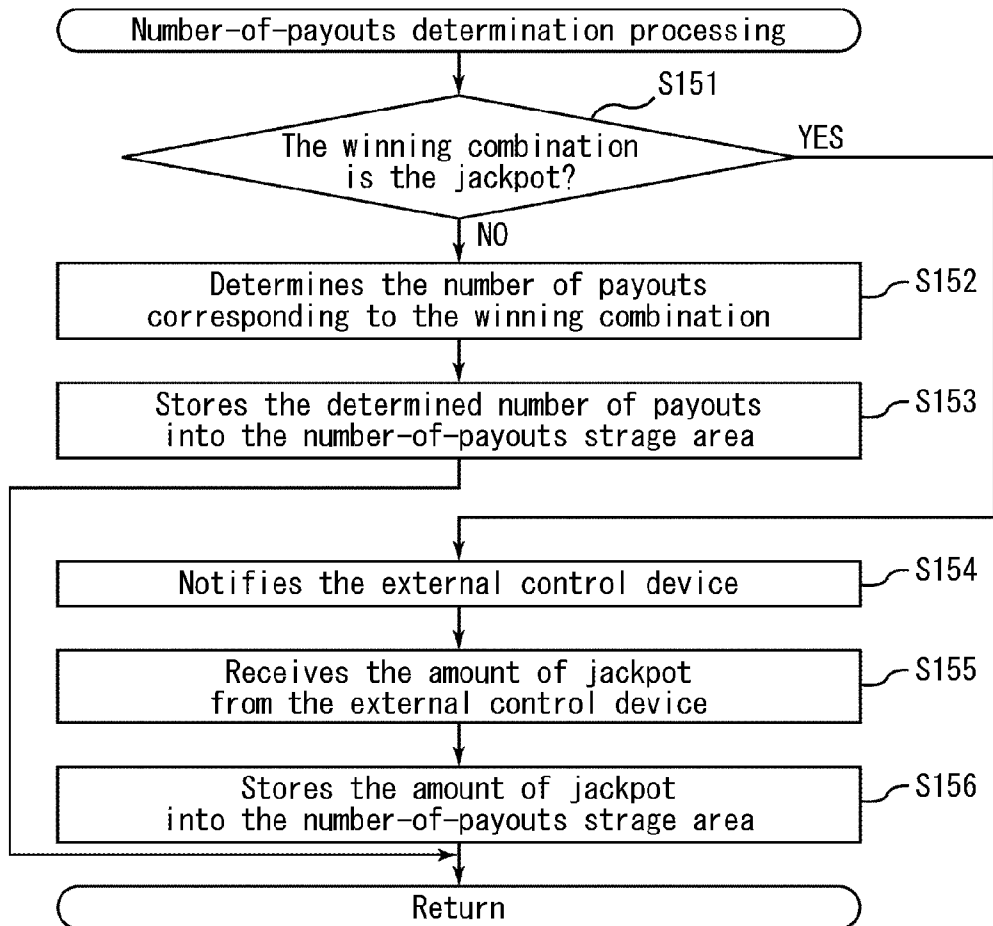 Number-of-payouts determination processing
S151
The winning combination
is the jackpot?
YES
NO
Determines the number of payouts
corresponding to the winning combination
S152
Stores the determined number of payouts
into the number-of-payouts strage area
S153
Notifies the external control device
S154
Receives the amount of jackpot
from the external control device
S155
Stores the amount of jackpot
into the number-of-payouts strage area
S156
Return